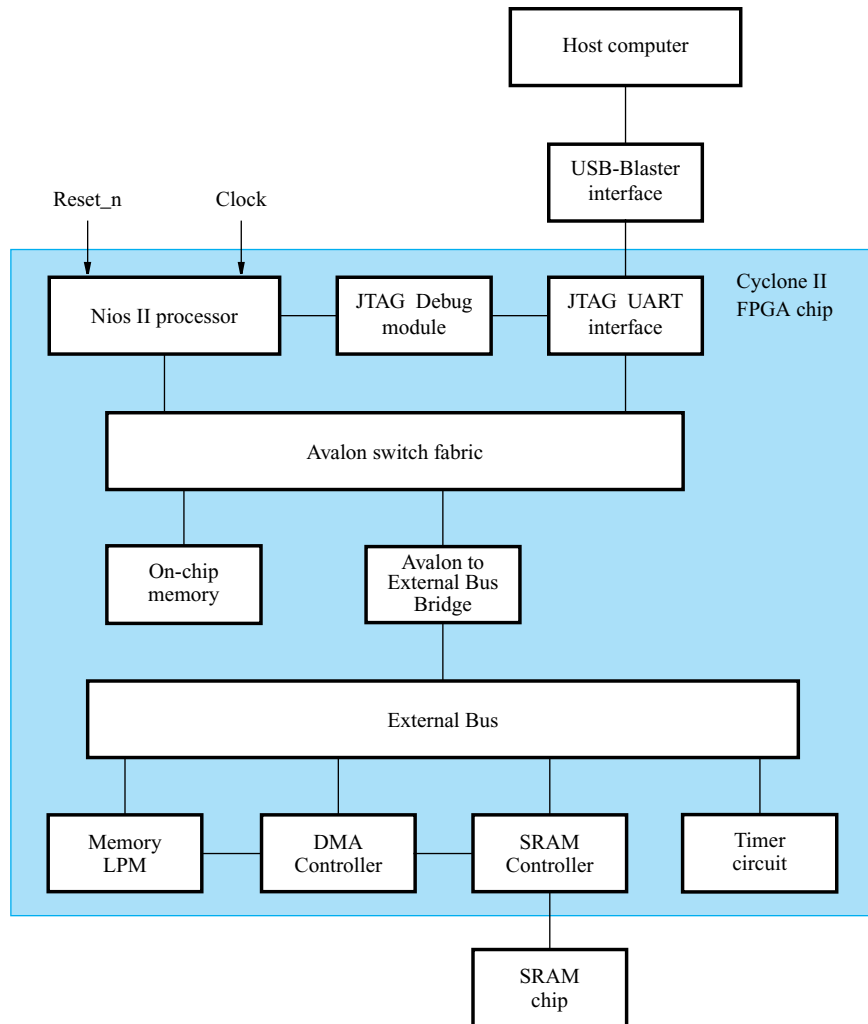 Host computer
USB-Blaster
interface
Reset_n
Clock
Cyclone II
FPGA chip
Nios II processor
JTAG Debug
module
JTAG UART
interface
Avalon switch fabric
On-chip
memory
Avalon to
External Bus
Bridge
External Bus
Memory
LPM
DMA
Controller
SRAM
Controller
Timer
circuit
SRAM
chip